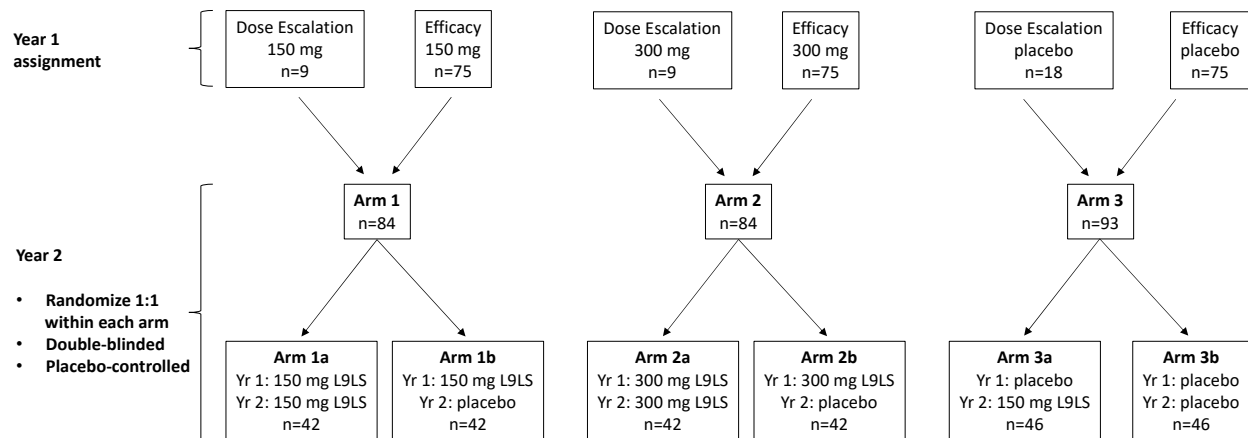 Year 1
assignment
Dose Escalation
150 mg
n=9
Efficacy
150 mg
n=75
Dose Escalation
300 mg
n=9
Efficacy
300 mg
n=75
Dose Escalation
placebo
n=18
Efficacy
placebo
n=75
Arm 1
n=84
Arm 2
n=84
Arm 3
n=93
Year 2
• Randomize 1:1
within each arm
• Double-blinded
• Placebo-controlled
Arm 1a
Yr 1: 150 mg L9LS
Yr 2: 150 mg L9LS
n=42
Arm 1b
Yr 1: 150 mg L9LS
Yr 2: placebo
n=42
Arm 2a
Yr 1: 300 mg L9LS
Yr 2: 300 mg L9LS
n=42
Arm 2b
Yr 1: 300 mg L9LS
Yr 2: placebo
n=42
Arm 3a
Yr 1: placebo
Yr 2: 150 mg L9LS
n=46
Arm 3b
Yr 1: placebo
Yr 2: placebo
n=46